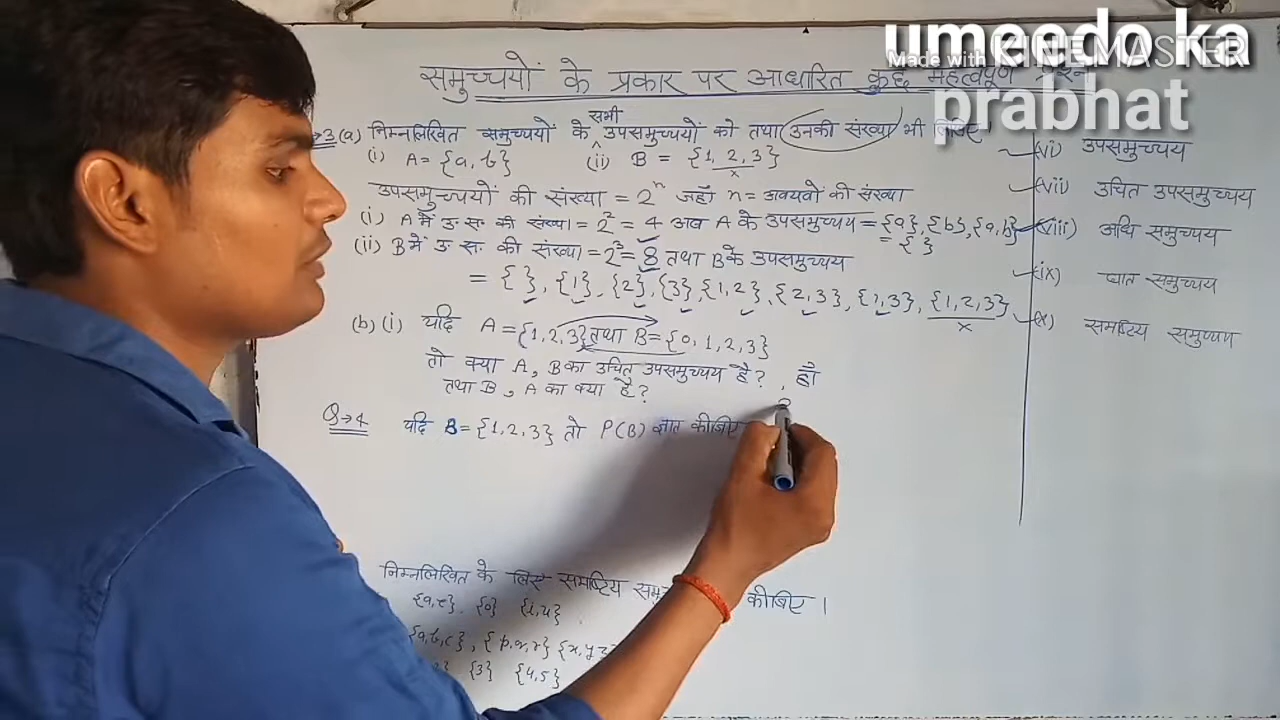 umeedo ka
prabhat
Made with KINEMASTER
समुच्चयों के प्रकार पर आधारित कुछ महत्वपूर्ण
3 (a) निम्नलिखित समुच्चयों के सभी उपसमुच्चयों को तथा उनकी संख्या भी लिखिए।
(i) A = {a, b} (ii) B = {1, 2, 3}
उपसमुच्चयों की संख्या = 2ⁿ जहाँ n = अवयवों की संख्या
(i) A में उ॰ स॰ की संख्या = 2² = 4 अब A के उपसमुच्चय = {a}, {b}, {a, b}
= { }
(ii) B में उ॰ स॰ की संख्या = 2³ = 8 तथा B के उपसमुच्चय
= { }, {1}, {2}, {3}, {1, 2}, {2, 3}, {1, 3}, {1, 2, 3}
x
(b) (i) यदि A = {1, 2, 3} तथा B = {0, 1, 2, 3}
तो क्या A, B का उचित उपसमुच्चय है? , हाँ
तथा B, A का क्या है?
Q→4 यदि B = {1, 2, 3} तो P(B) ज्ञात कीजिए
निम्नलिखित के लिए समष्टिय कीजिए।
{0}
{a, b, c}, {p, q, r}
{3} {4, 5}
(vi) उपसमुच्चय
(vii) उचित उपसमुच्चय
(viii) अधि समुच्चय
(ix) घात समुच्चय
(x) समष्टिय समुच्चय